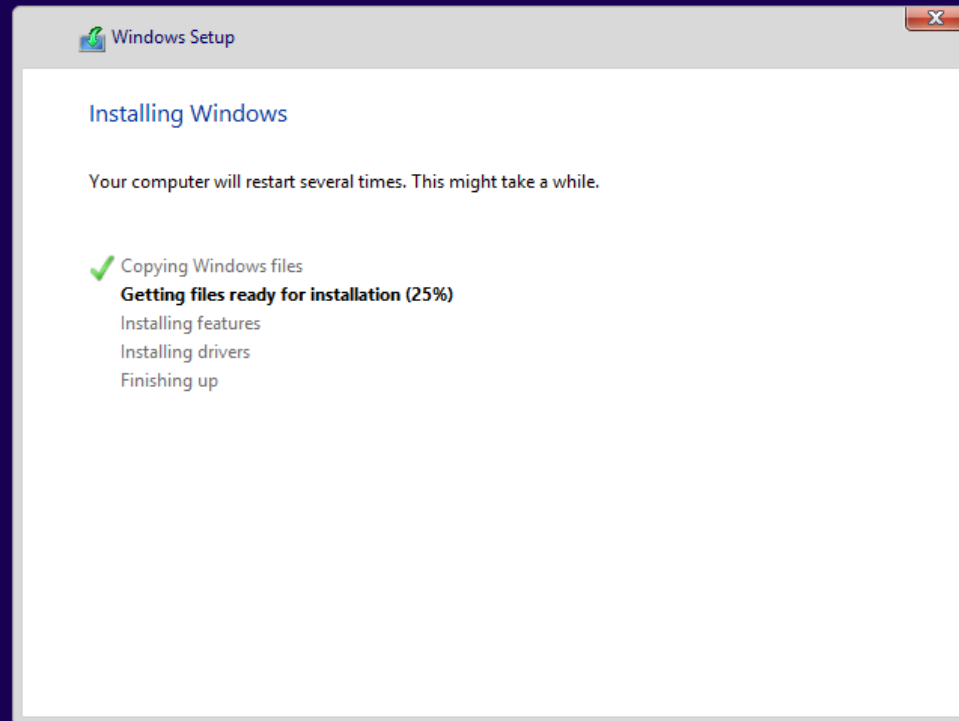 Windows Setup
Installing Windows
Your computer will restart several times. This might take a while.
Copying Windows files
Getting files ready for installation (25%)
Installing features
Installing drivers
Finishing up